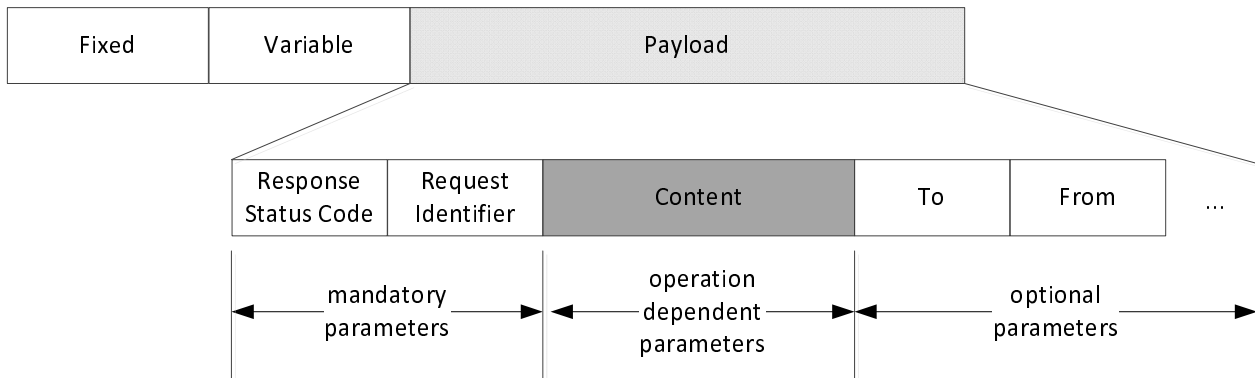 Fixed
Variable
Payload
Response
Status Code
Request
Identifier
Content
To
From
...
mandatory
parameters
operation
dependent
parameters
optional
parameters